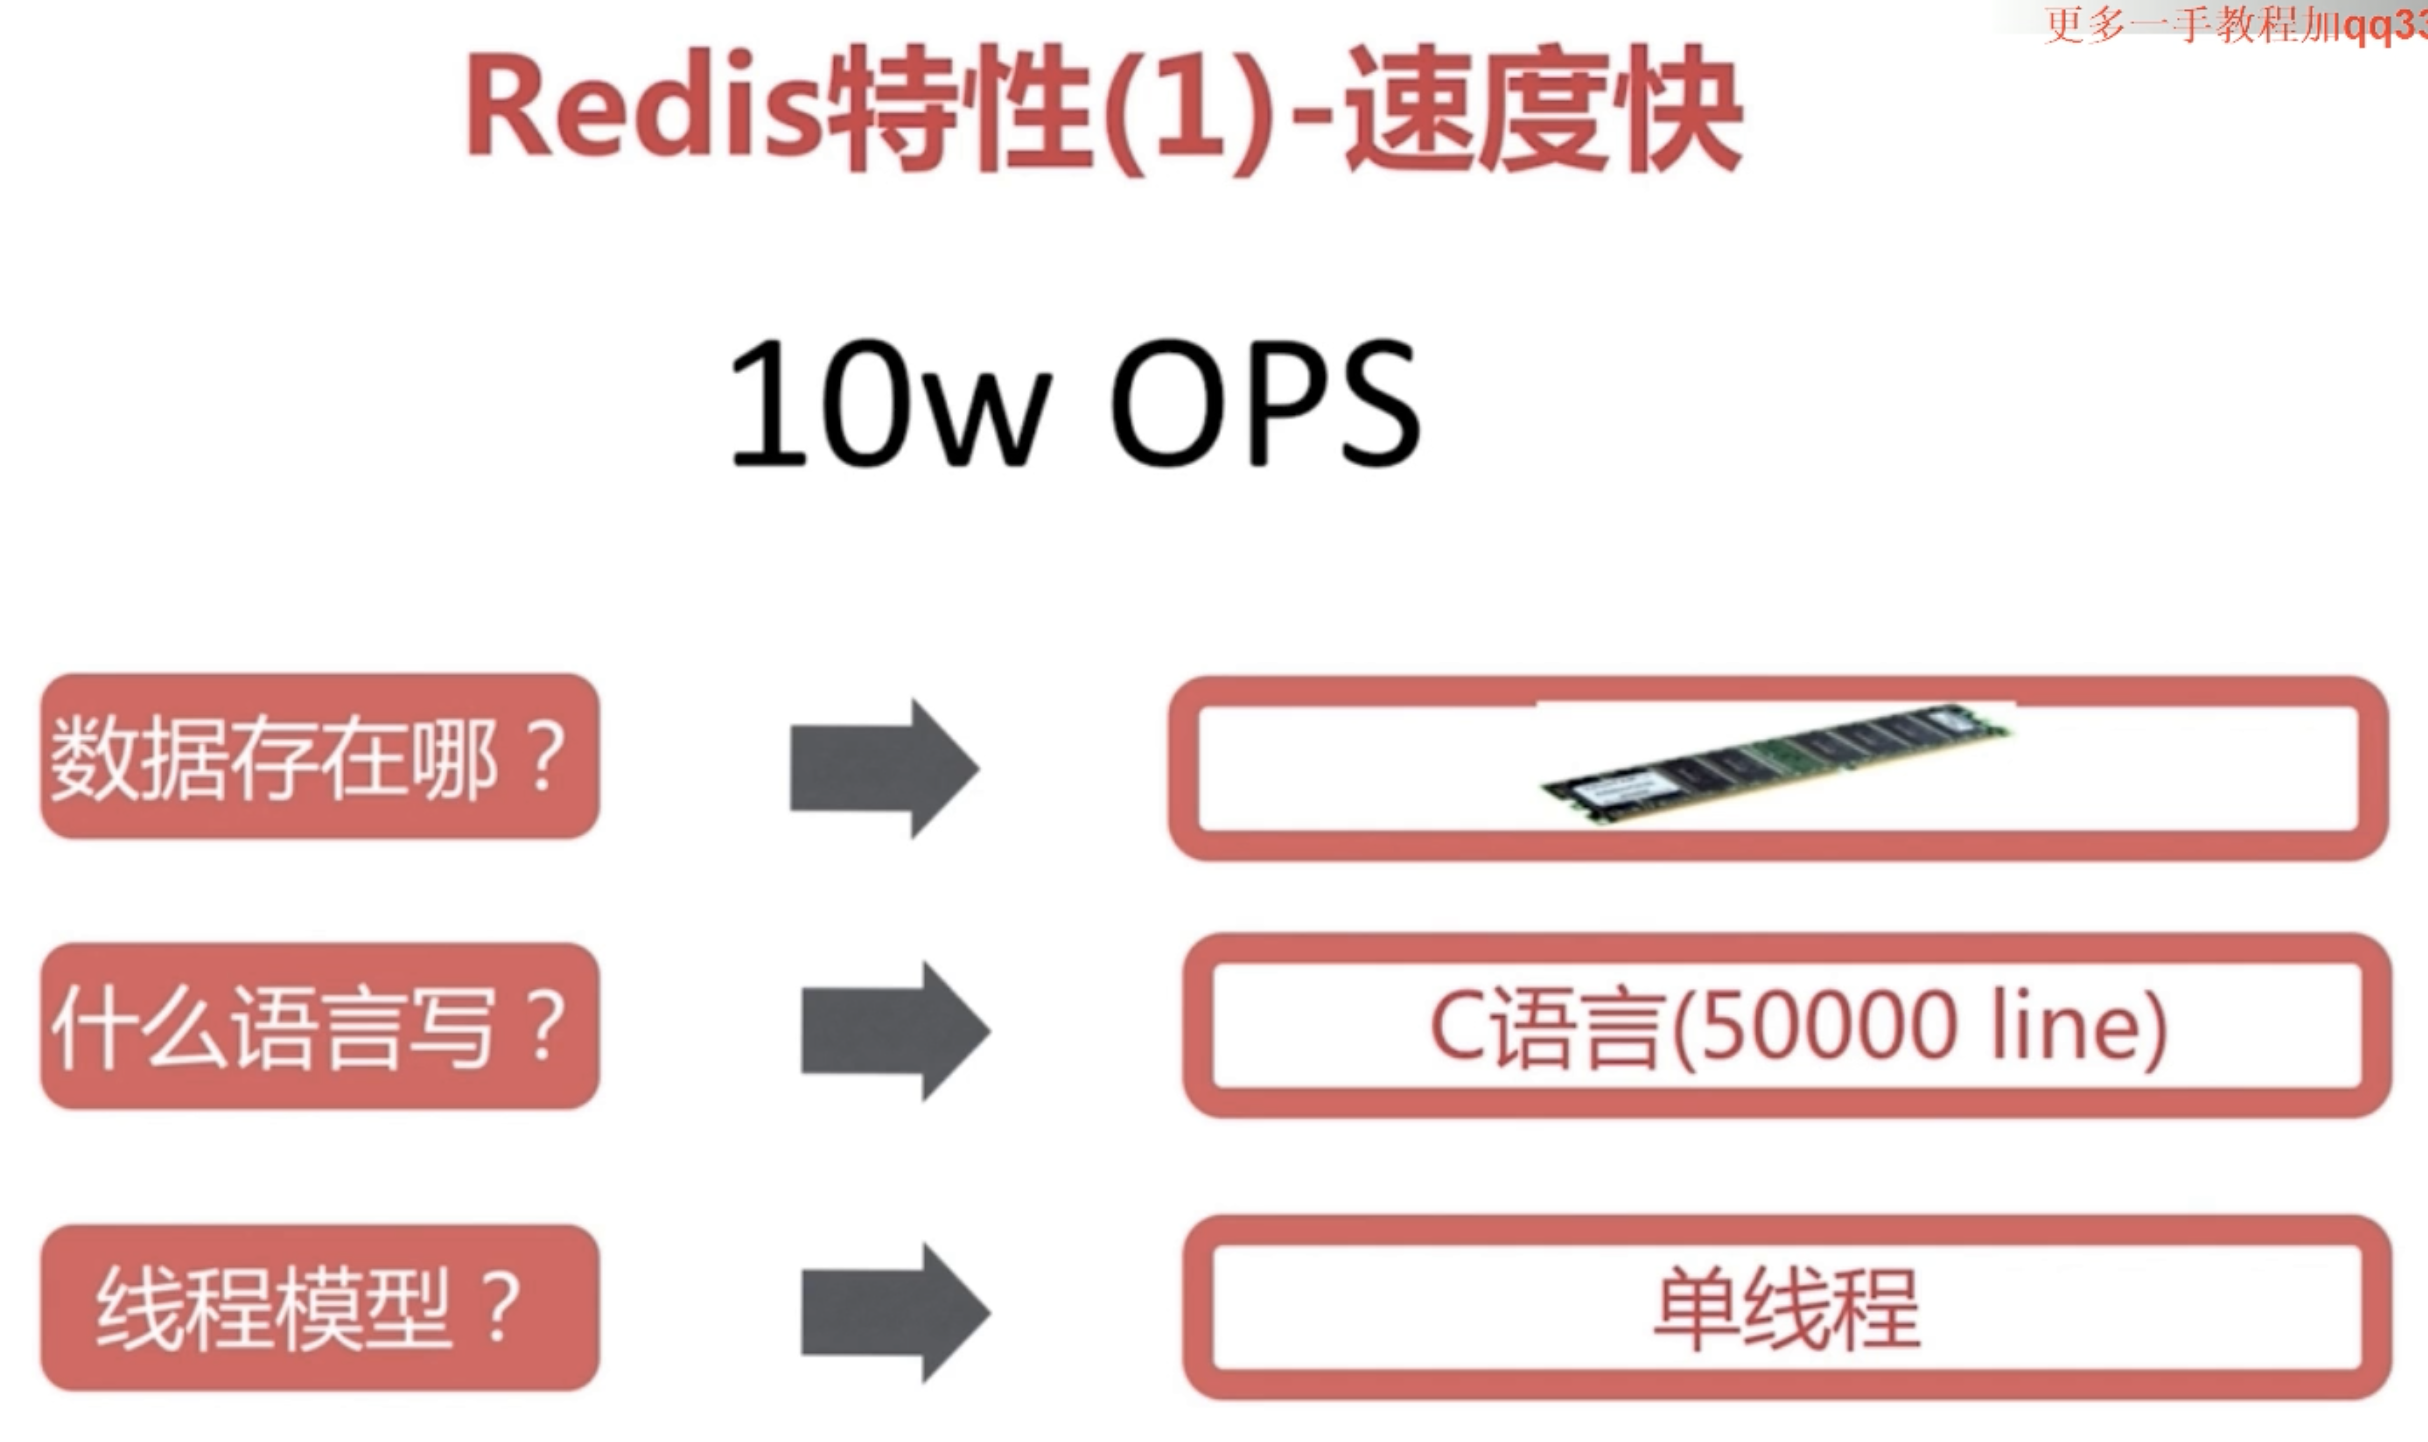 更多一手教程加qq33
Redis特性(1)-速度快
10w OPS
数据存在哪？
什么语言写？
C语言(50000 line)
线程模型？
单线程